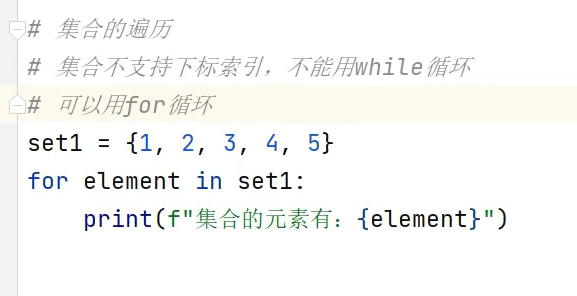 # 集合的遍历
# 集合不支持下标索引，不能用while循环
# 可以用for循环
set1 = {1, 2, 3, 4, 5}
for element in set1:
    print(f"集合的元素有：{element}")